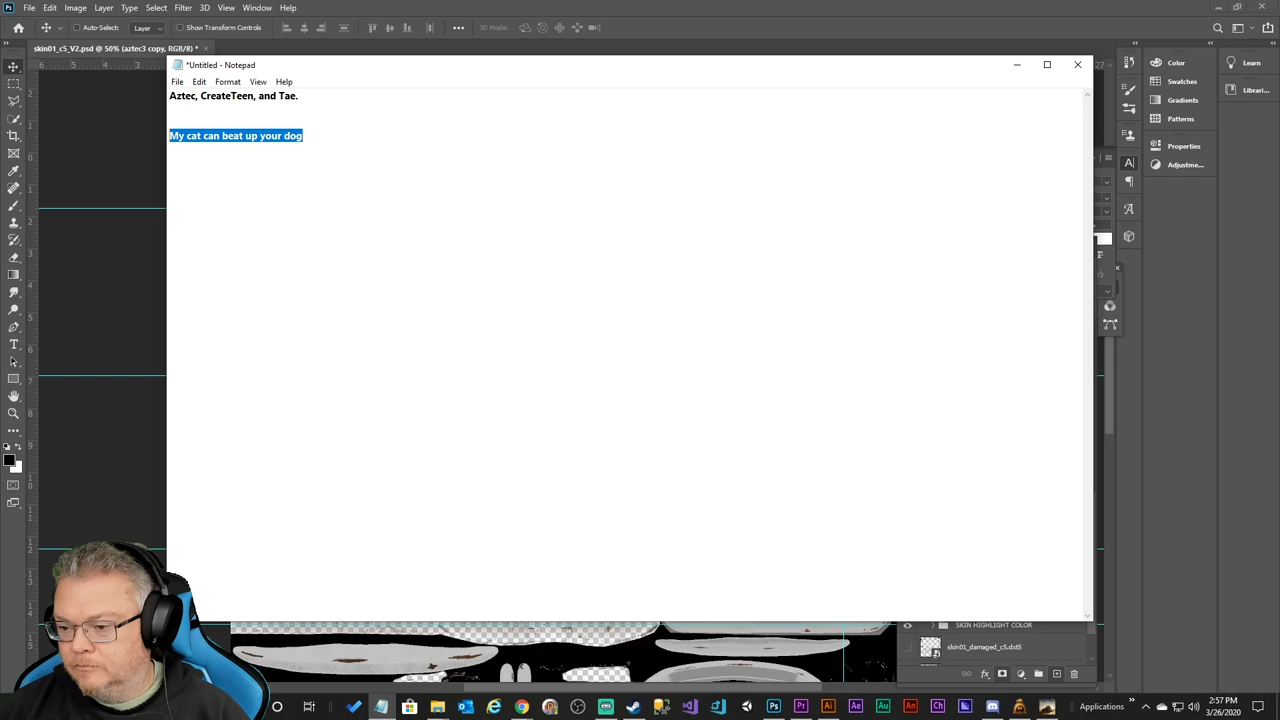 File Edit Image Layer Type Select Filter 3D View Window Help
Auto-Select: Layer Show Transform Controls 3D Mode:
skin01_c5_V2.psd @ 50% (aztec3 copy, RGB/8) *
*Untitled - Notepad
File Edit Format View Help
Aztec, CreateTeen, and Tae.
My cat can beat up your dog
Color
Swatches
Gradients
Patterns
Properties
Adjustme...
Learn
Librari...
SKIN HIGHLIGHT COLOR
skin01_damaged_c5.dxt5
Applications
2:57 PM
3/26/2020